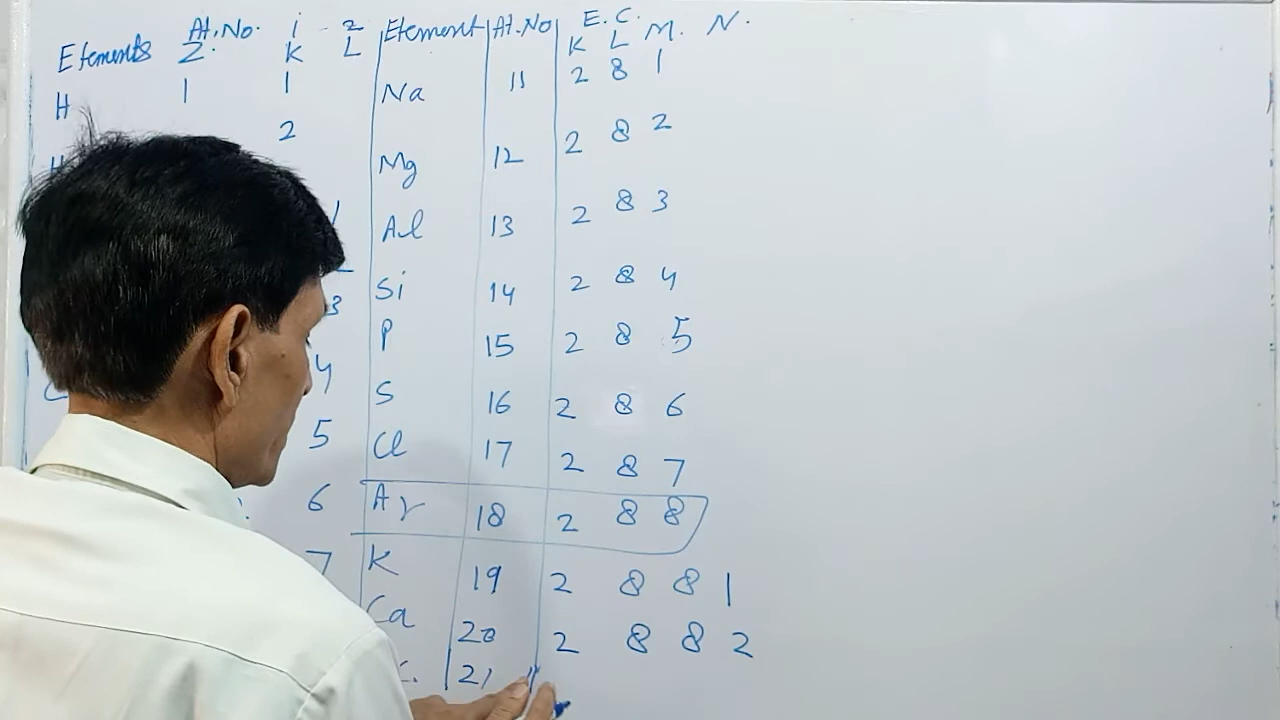 Elements At.No. 1 - 2 Element At.No E.C.
Z. K L K L M. N.
H 1 1 Na 11 2 8 1
2 Mg 12 2 8 2
Al 13 2 8 3
3 Si 14 2 8 4
4 P 15 2 8 5
5 S 16 2 8 6
Cl 17 2 8 7
6 Ar 18 2 8 8
7 K 19 2 8 8 1
Ca 20 2 8 8 2
21